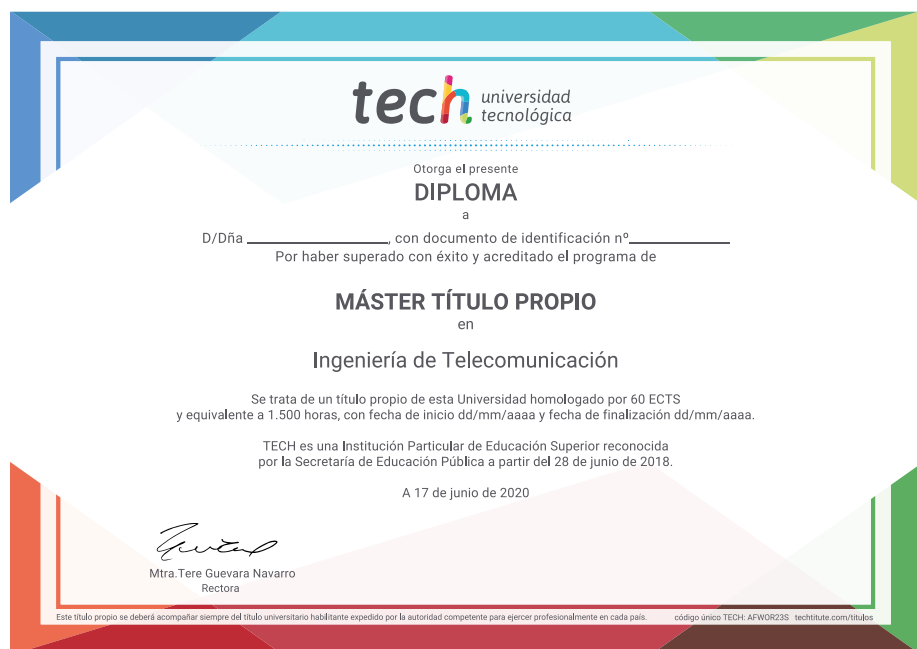 tech universidad
tecnológica
Otorga el presente
DIPLOMA
a
D/Dña ________________, con documento de identificación nº____________
Por haber superado con éxito y acreditado el programa de
MÁSTER TÍTULO PROPIO
en
Ingeniería de Telecomunicación
Se trata de un título propio de esta Universidad homologado por 60 ECTS
y equivalente a 1.500 horas, con fecha de inicio dd/mm/aaaa y fecha de finalización dd/mm/aaaa.
TECH es una Institución Particular de Educación Superior reconocida
por la Secretaría de Educación Pública a partir del 28 de junio de 2018.
A 17 de junio de 2020
Mtra.Tere Guevara Navarro
Rectora
Este título propio se deberá acompañar siempre del título universitario habilitante expedido por la autoridad competente para ejercer profesionalmente en cada país. código único TECH: AFWOR23S techtitute.com/titulos